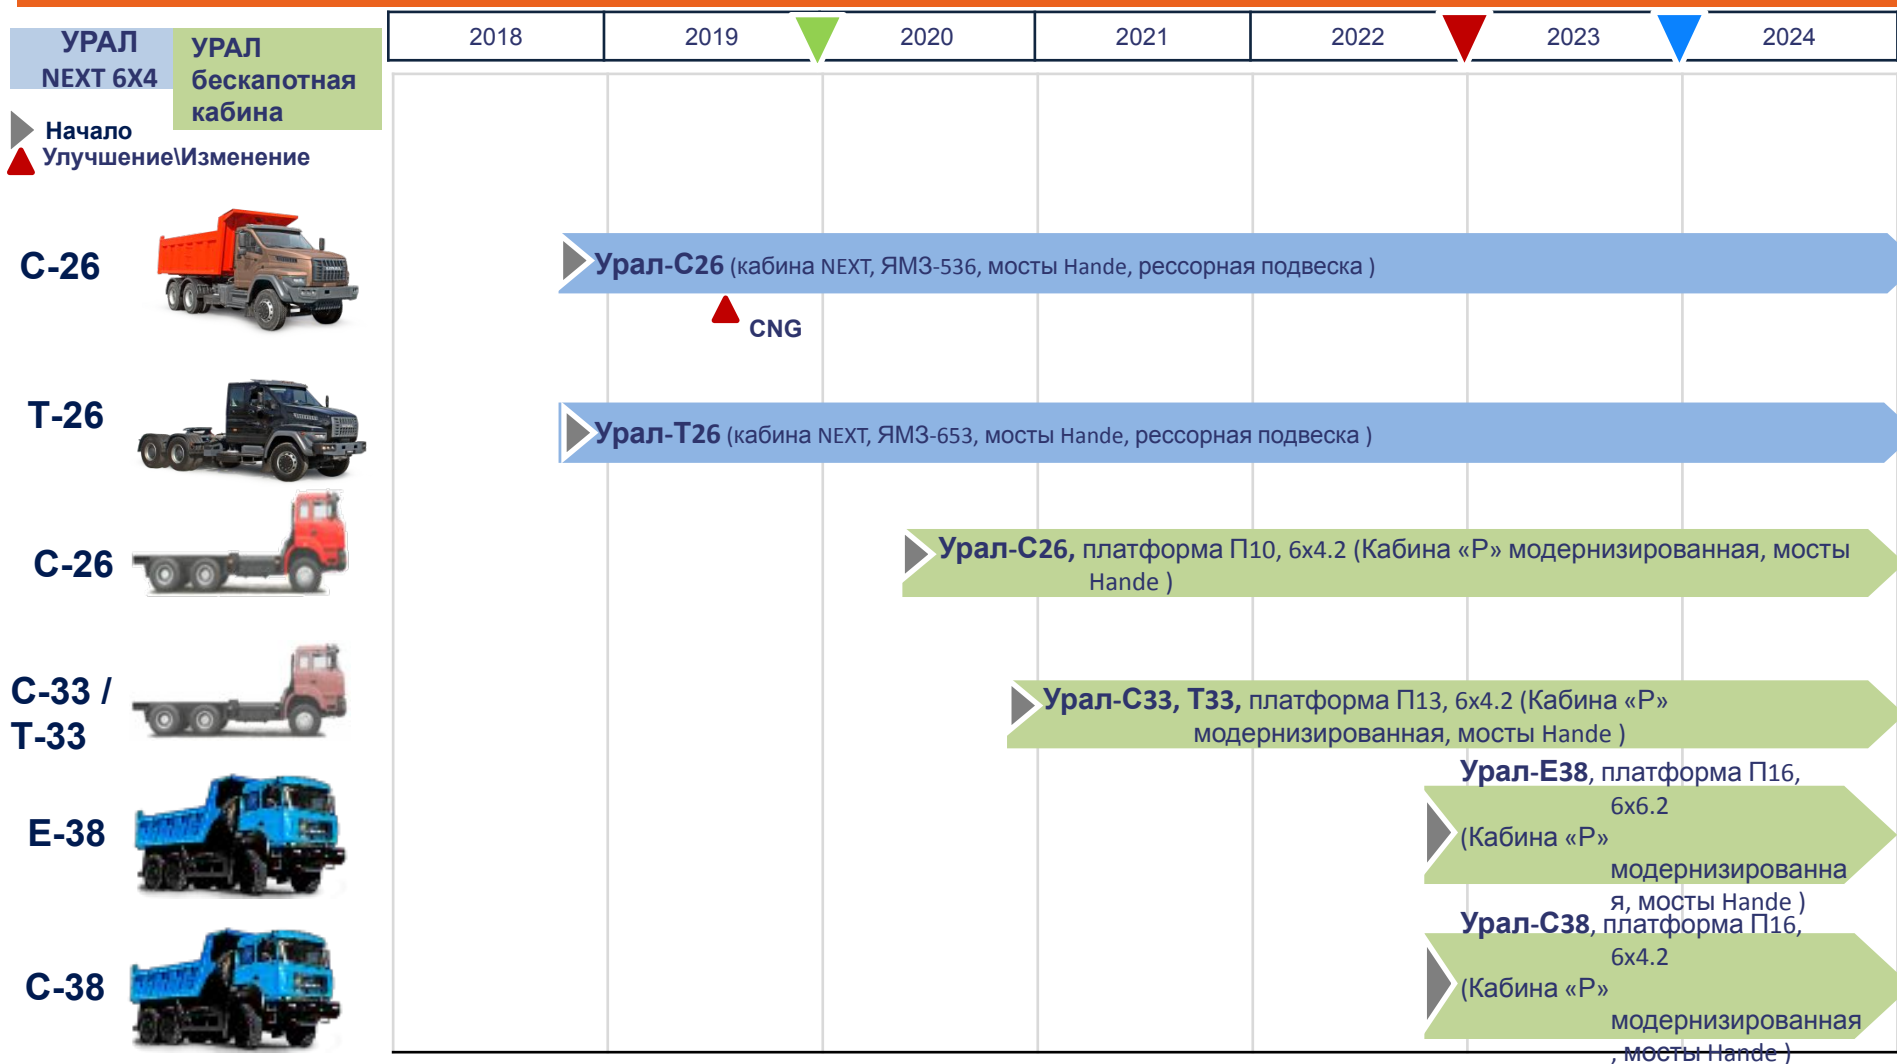 2018 2019 2020 2021 2022 2023 2024
УРАЛ
NEXT 6X4
УРАЛ
бескапотная
кабина
Начало
Улучшение\Изменение
С-26
Урал-С26 (кабина NEXT, ЯМЗ-536, мосты Hande, рессорная подвеска )
CNG
Т-26
Урал-Т26 (кабина NEXT, ЯМЗ-653, мосты Hande, рессорная подвеска )
С-26
Урал-С26, платформа П10, 6х4.2 (Кабина «Р» модернизированная, мосты
Hande )
С-33 /
Т-33
Урал-С33, Т33, платформа П13, 6х4.2 (Кабина «Р»
модернизированная, мосты Hande )
Е-38
Урал-Е38, платформа П16,
6х6.2
(Кабина «Р»
модернизированна
я, мосты Hande )
С-38
Урал-С38, платформа П16,
6х4.2
(Кабина «Р»
модернизированная
, мосты Hande )